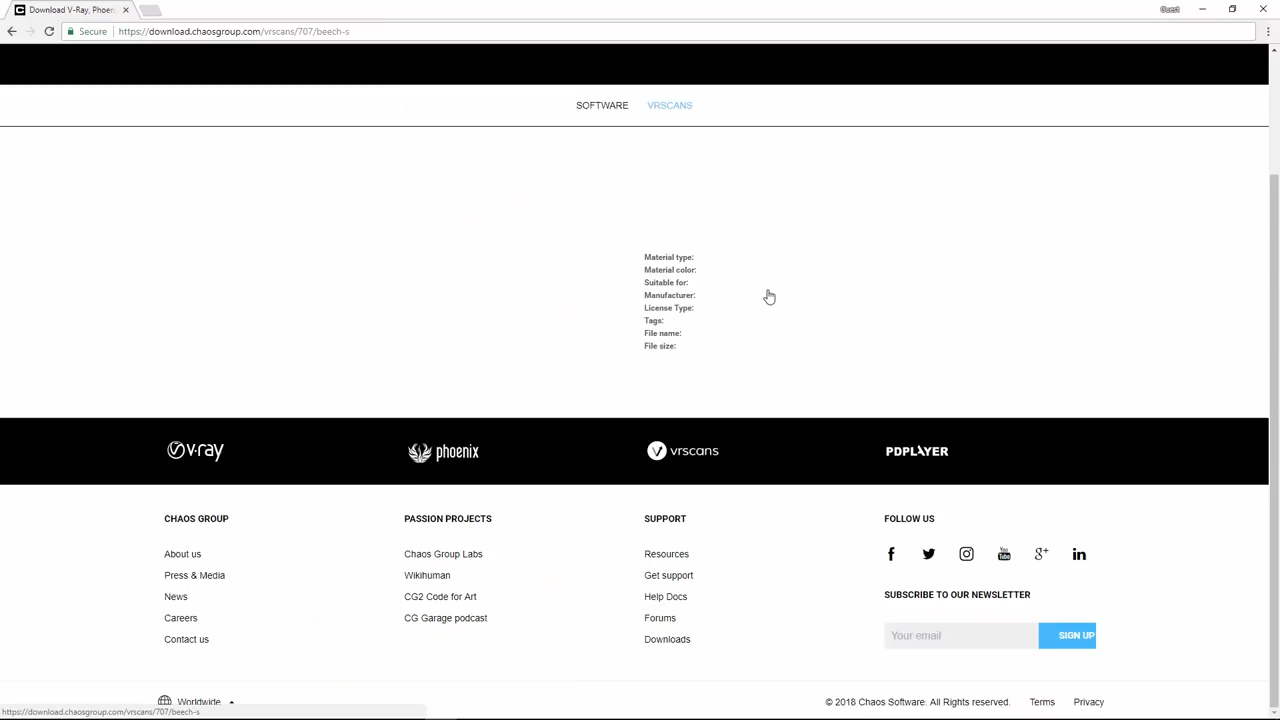 Download V-Ray, Phoen
Guest
Secure
https://download.chaosgroup.com/vrscans/707/beech-s
SOFTWARE VRSCANS
Material type:
Material color:
Suitable for:
Manufacturer:
License Type:
Tags:
File name:
File size:
v·ray phoenix vrscans PDPLAYER
CHAOS GROUP PASSION PROJECTS SUPPORT FOLLOW US
About us Chaos Group Labs Resources
Press & Media Wikihuman Get support
SUBSCRIBE TO OUR NEWSLETTER
News CG2 Code for Art Help Docs
Careers CG Garage podcast Forums
Your email SIGN UP
Contact us Downloads
Worldwide © 2018 Chaos Software. All Rights reserved. Terms Privacy
https://download.chaosgroup.com/vrscans/707/beech-s